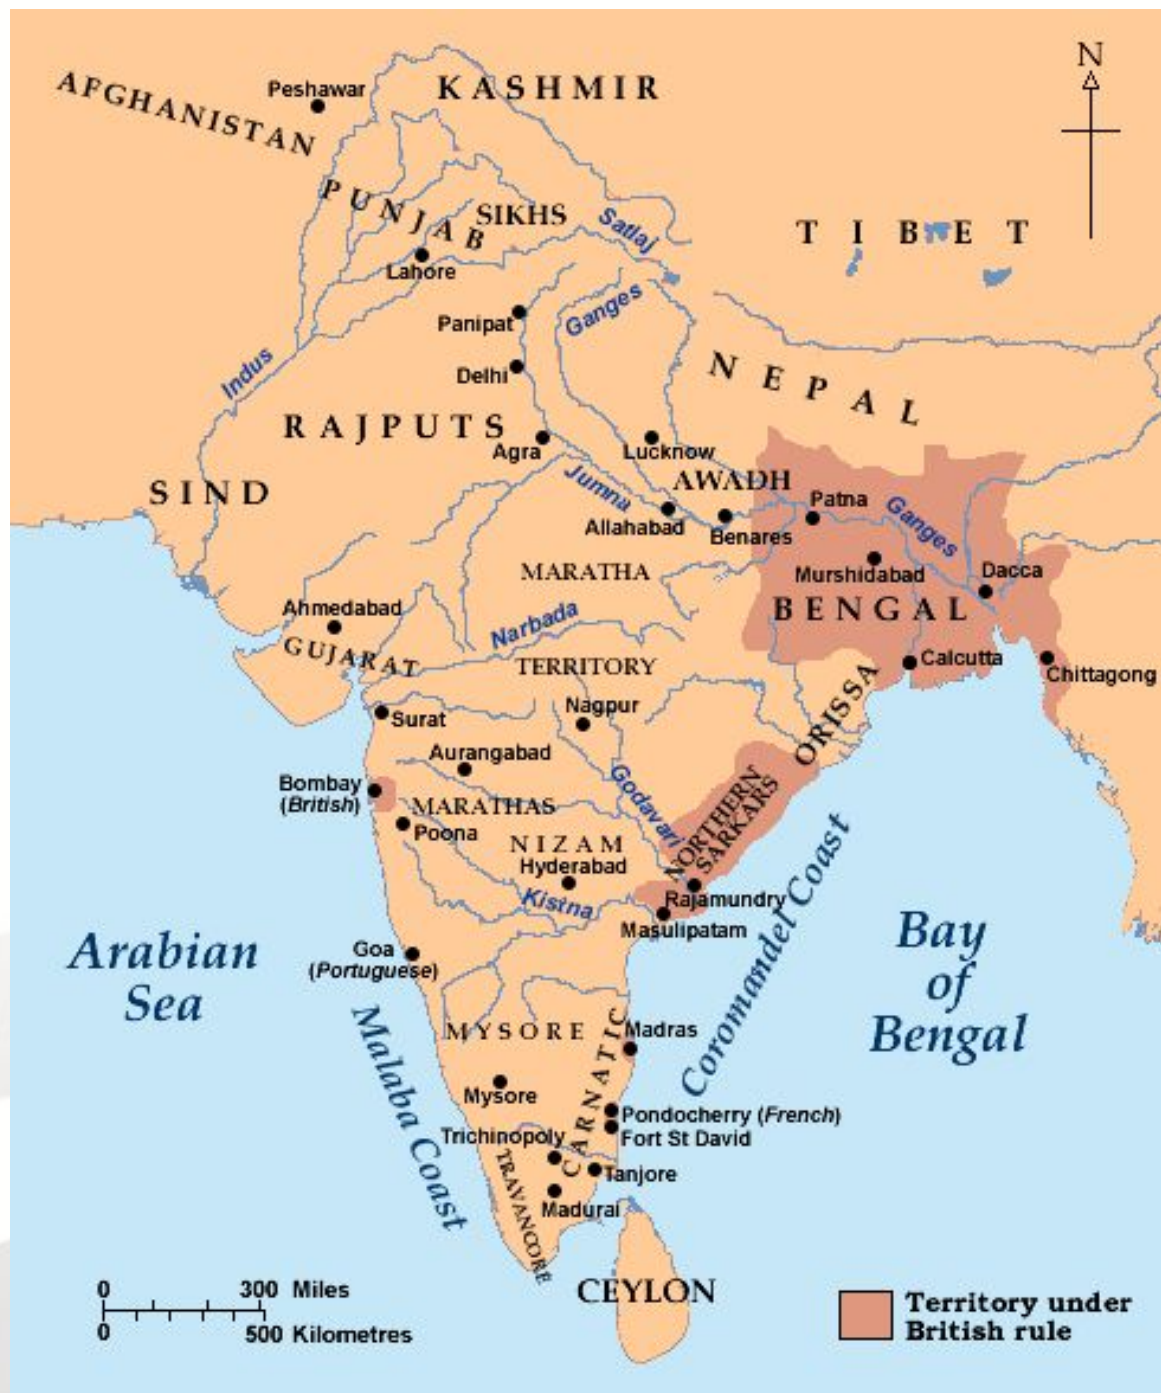 N
Peshawar
KASHMIR
AFGHANISTAN
PUNJAB
SIKHS
Satlaj
TIBET
Lahore
Panipat
Ganges
Delhi
Indus
NEPAL
RAJPUTS
Agra
Lucknow
SIND
Jumna
AWADH
Patna
Ganges
Allahabad
Benares
MARATHA
Murshidabad
Dacca
Ahmedabad
Narbada
BENGAL
GUJARAT
TERRITORY
Calcutta
Chittagong
Surat
Nagpur
ORISSA
Aurangabad
Bombay
(British)
MARATHAS
Godavari
NORTHERN
SARKARS
Poona
NIZAM
Hyderabad
Kistna
Rajamundry
Masulipatam
Coromandel Coast
Arabian
Sea
Goa
(Portuguese)
Bay
of
Bengal
Malaba Coast
MYSORE
CARNATIC
Madras
Mysore
Pondocherry (French)
Fort St David
Trichinopoly
TRAVANCORE
Tanjore
Madurai
CEYLON
0 300 Miles
0 500 Kilometres
Territory under
British rule